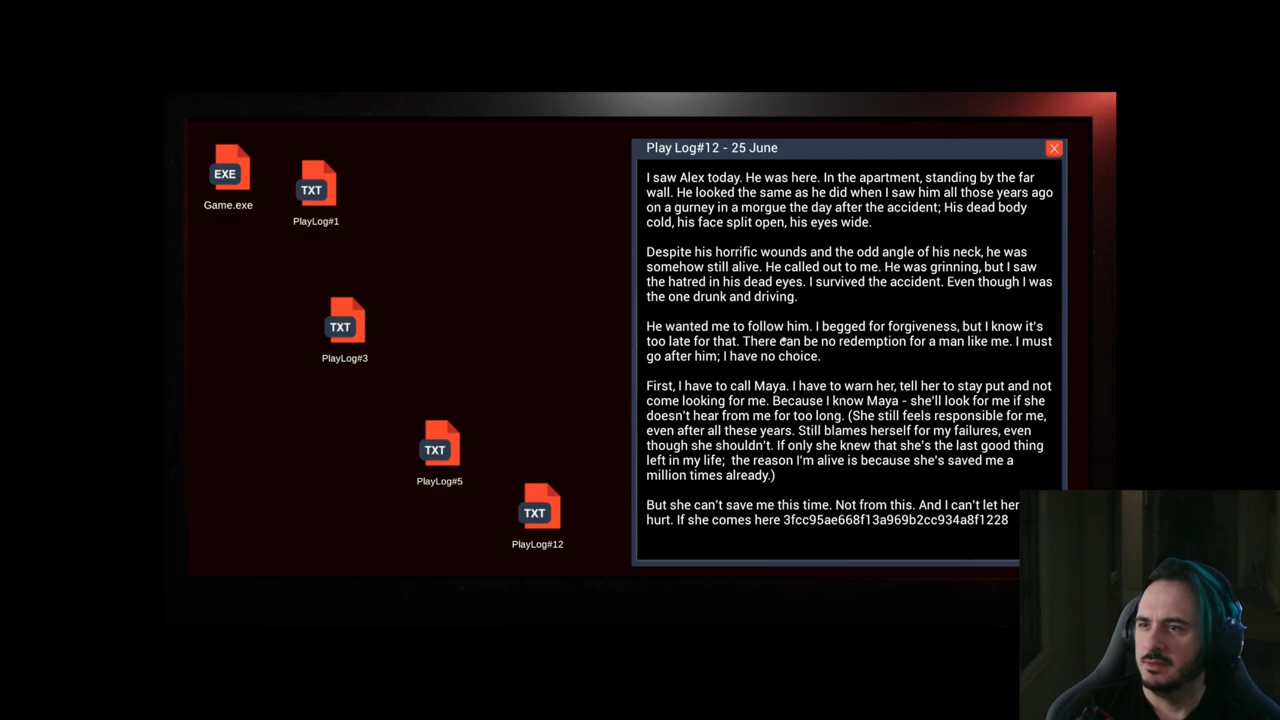 Play Log#12 - 25 June
EXE
Game.exe
TXT
PlayLog#1
TXT
PlayLog#3
TXT
PlayLog#5
TXT
PlayLog#12
I saw Alex today. He was here. In the apartment, standing by the far
wall. He looked the same as he did when I saw him all those years ago
on a gurney in a morgue the day after the accident; His dead body
cold, his face split open, his eyes wide.
Despite his horrific wounds and the odd angle of his neck, he was
somehow still alive. He called out to me. He was grinning, but I saw
the hatred in his dead eyes. I survived the accident. Even though I was
the one drunk and driving.
He wanted me to follow him. I begged for forgiveness, but I know it's
too late for that. There can be no redemption for a man like me. I must
go after him; I have no choice.
First, I have to call Maya. I have to warn her, tell her to stay put and not
come looking for me. Because I know Maya - she'll look for me if she
doesn't hear from me for too long. (She still feels responsible for me,
even after all these years. Still blames herself for my failures, even
though she shouldn't. If only she knew that she's the last good thing
left in my life; the reason I'm alive is because she's saved me a
million times already.)
But she can't save me this time. Not from this. And I can't let her
hurt. If she comes here 3fcc95ae668f13a969b2cc934a8f1228